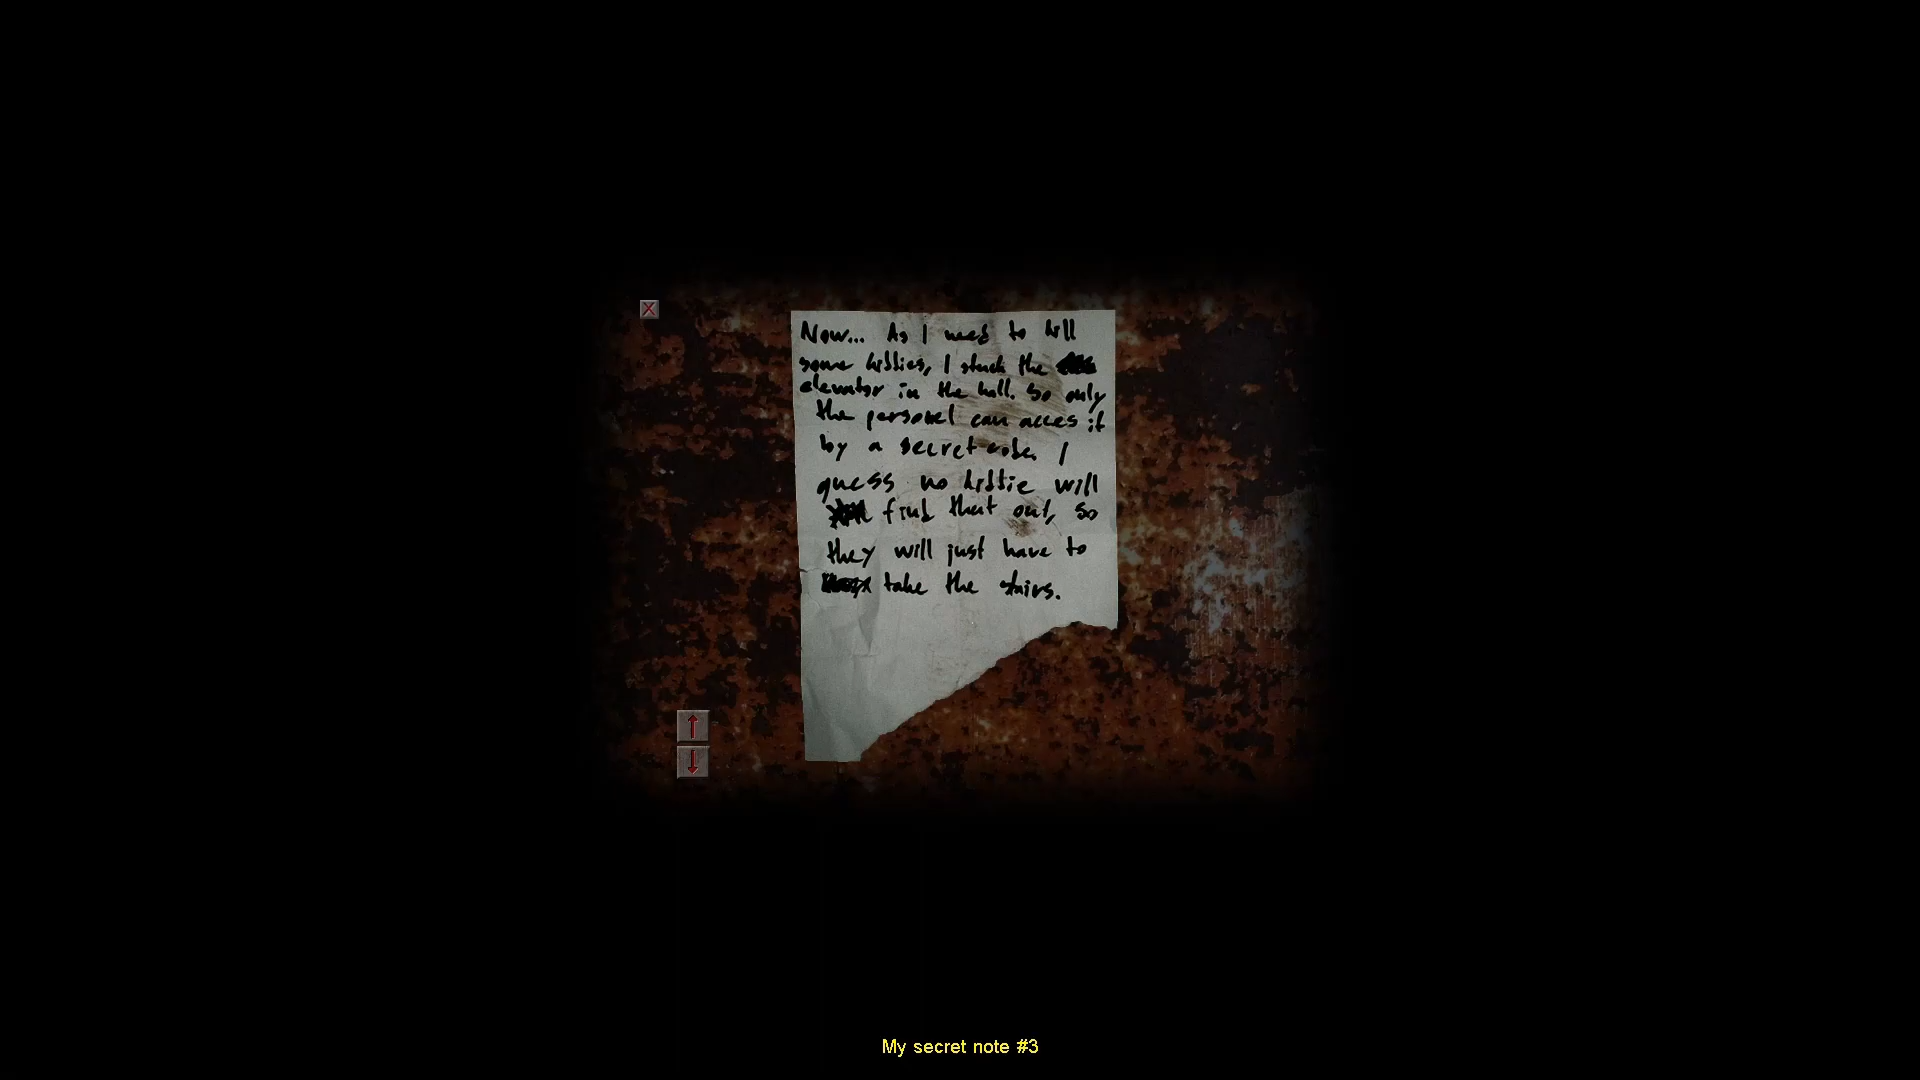 Now... As I need to kill
some kiddies, I stuck the
elevator in the hall. So only
the personel can acces it
by a secret code. I
guess no kiddie will
find that out, so
they will just have to
take the stairs.
My secret note #3